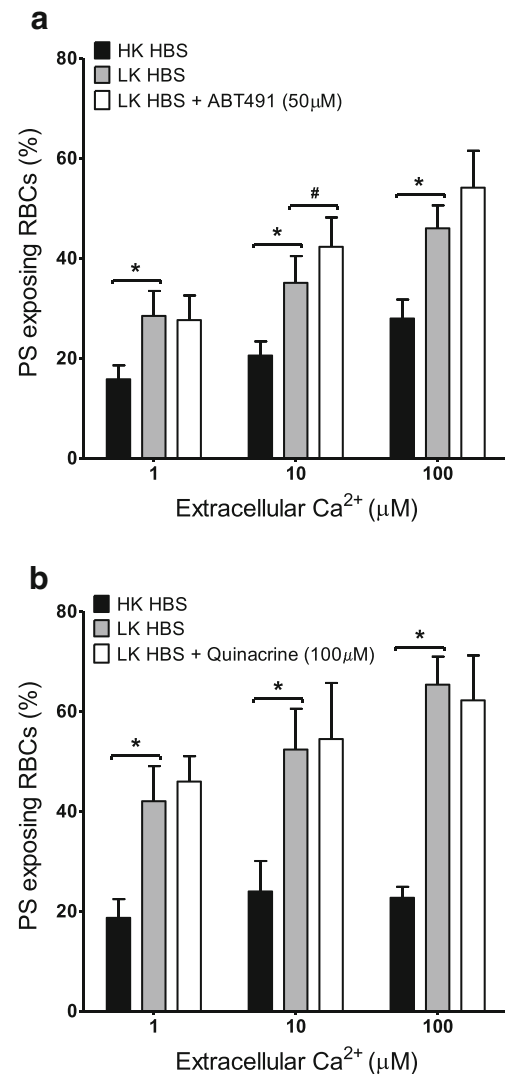 a
80
HK HBS
LK HBS
LK HBS + ABT491 (50μM)
60
40
20
0
PS exposing RBCs (%)
*
*
#
*
1 10 100
Extracellular Ca²⁺ (μM)
b
80
HK HBS
LK HBS
LK HBS + Quinacrine (100μM)
60
40
20
0
PS exposing RBCs (%)
*
*
*
1 10 100
Extracellular Ca²⁺ (μM)